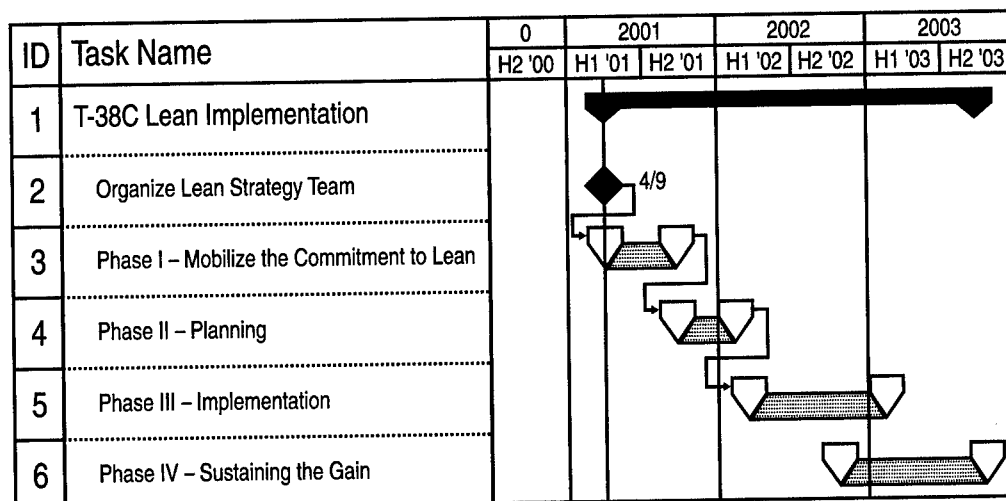 ID Task Name 0 2001 2002 2003
H2 '00 H1 '01 H2 '01 H1 '02 H2 '02 H1 '03 H2 '03
1 T-38C Lean Implementation
2 Organize Lean Strategy Team 4/9
3 Phase I – Mobilize the Commitment to Lean
4 Phase II – Planning
5 Phase III – Implementation
6 Phase IV – Sustaining the Gain